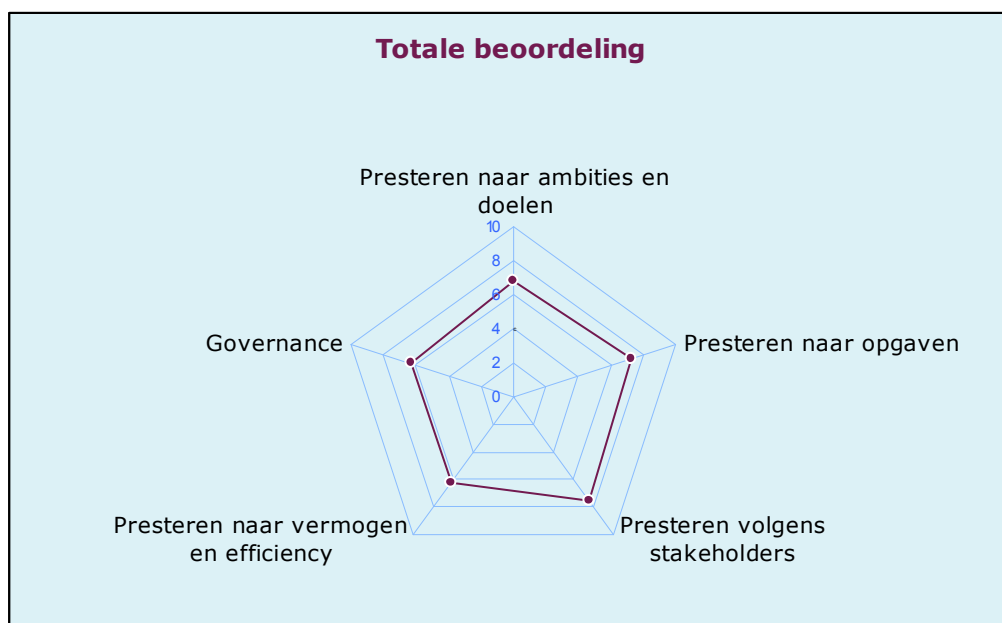 Totale beoordeling
Presteren naar ambities en
doelen
10
8
6
4
2
0
Governance
Presteren naar opgaven
Presteren naar vermogen
en efficiency
Presteren volgens
stakeholders